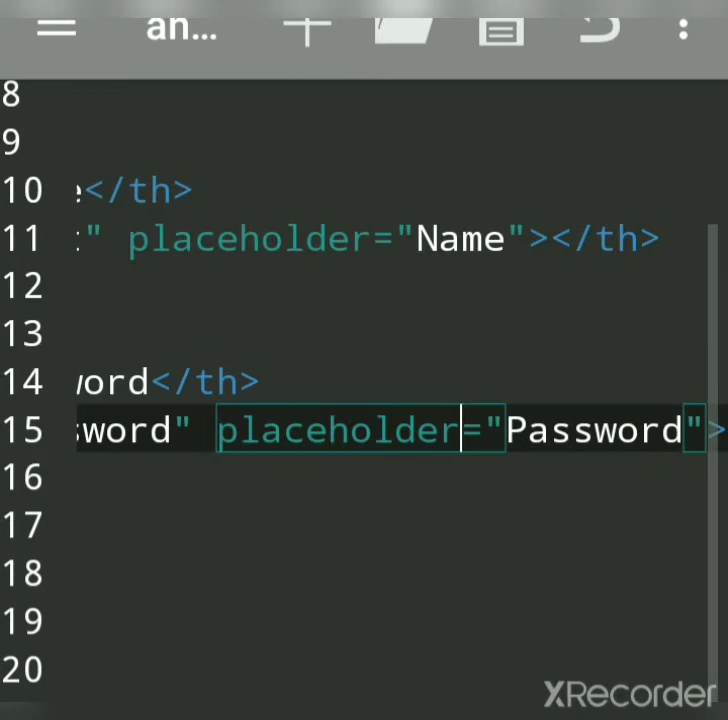 an...
8
9
10 e</th>
11 t" placeholder="Name"></th>
12
13
14 word</th>
15 sword" placeholder="Password">
16
17
18
19
20
XRecorder